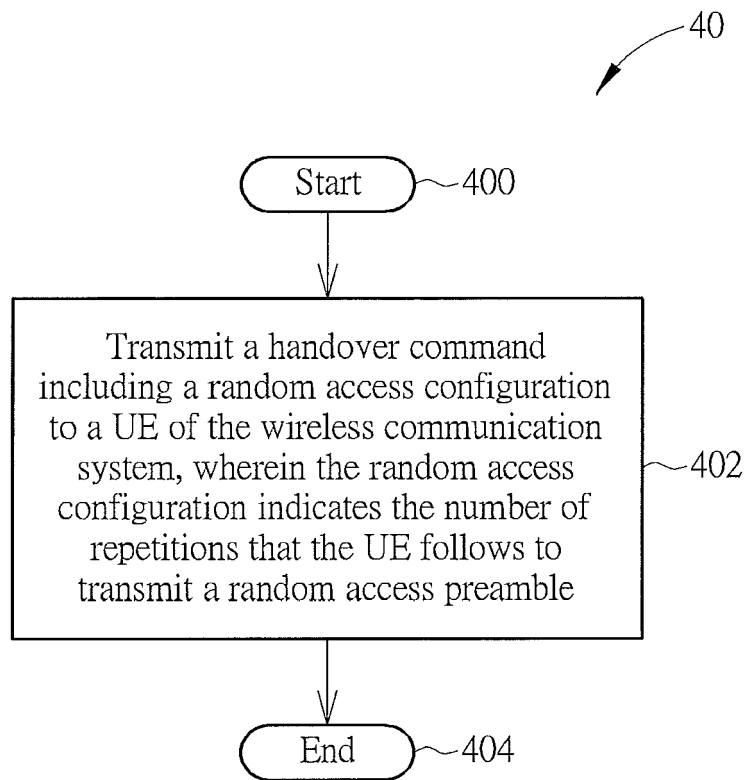 40
Start
400
Transmit a handover command
including a random access configuration
to a UE of the wireless communication
system, wherein the random access
configuration indicates the number of
repetitions that the UE follows to
transmit a random access preamble
402
End
404